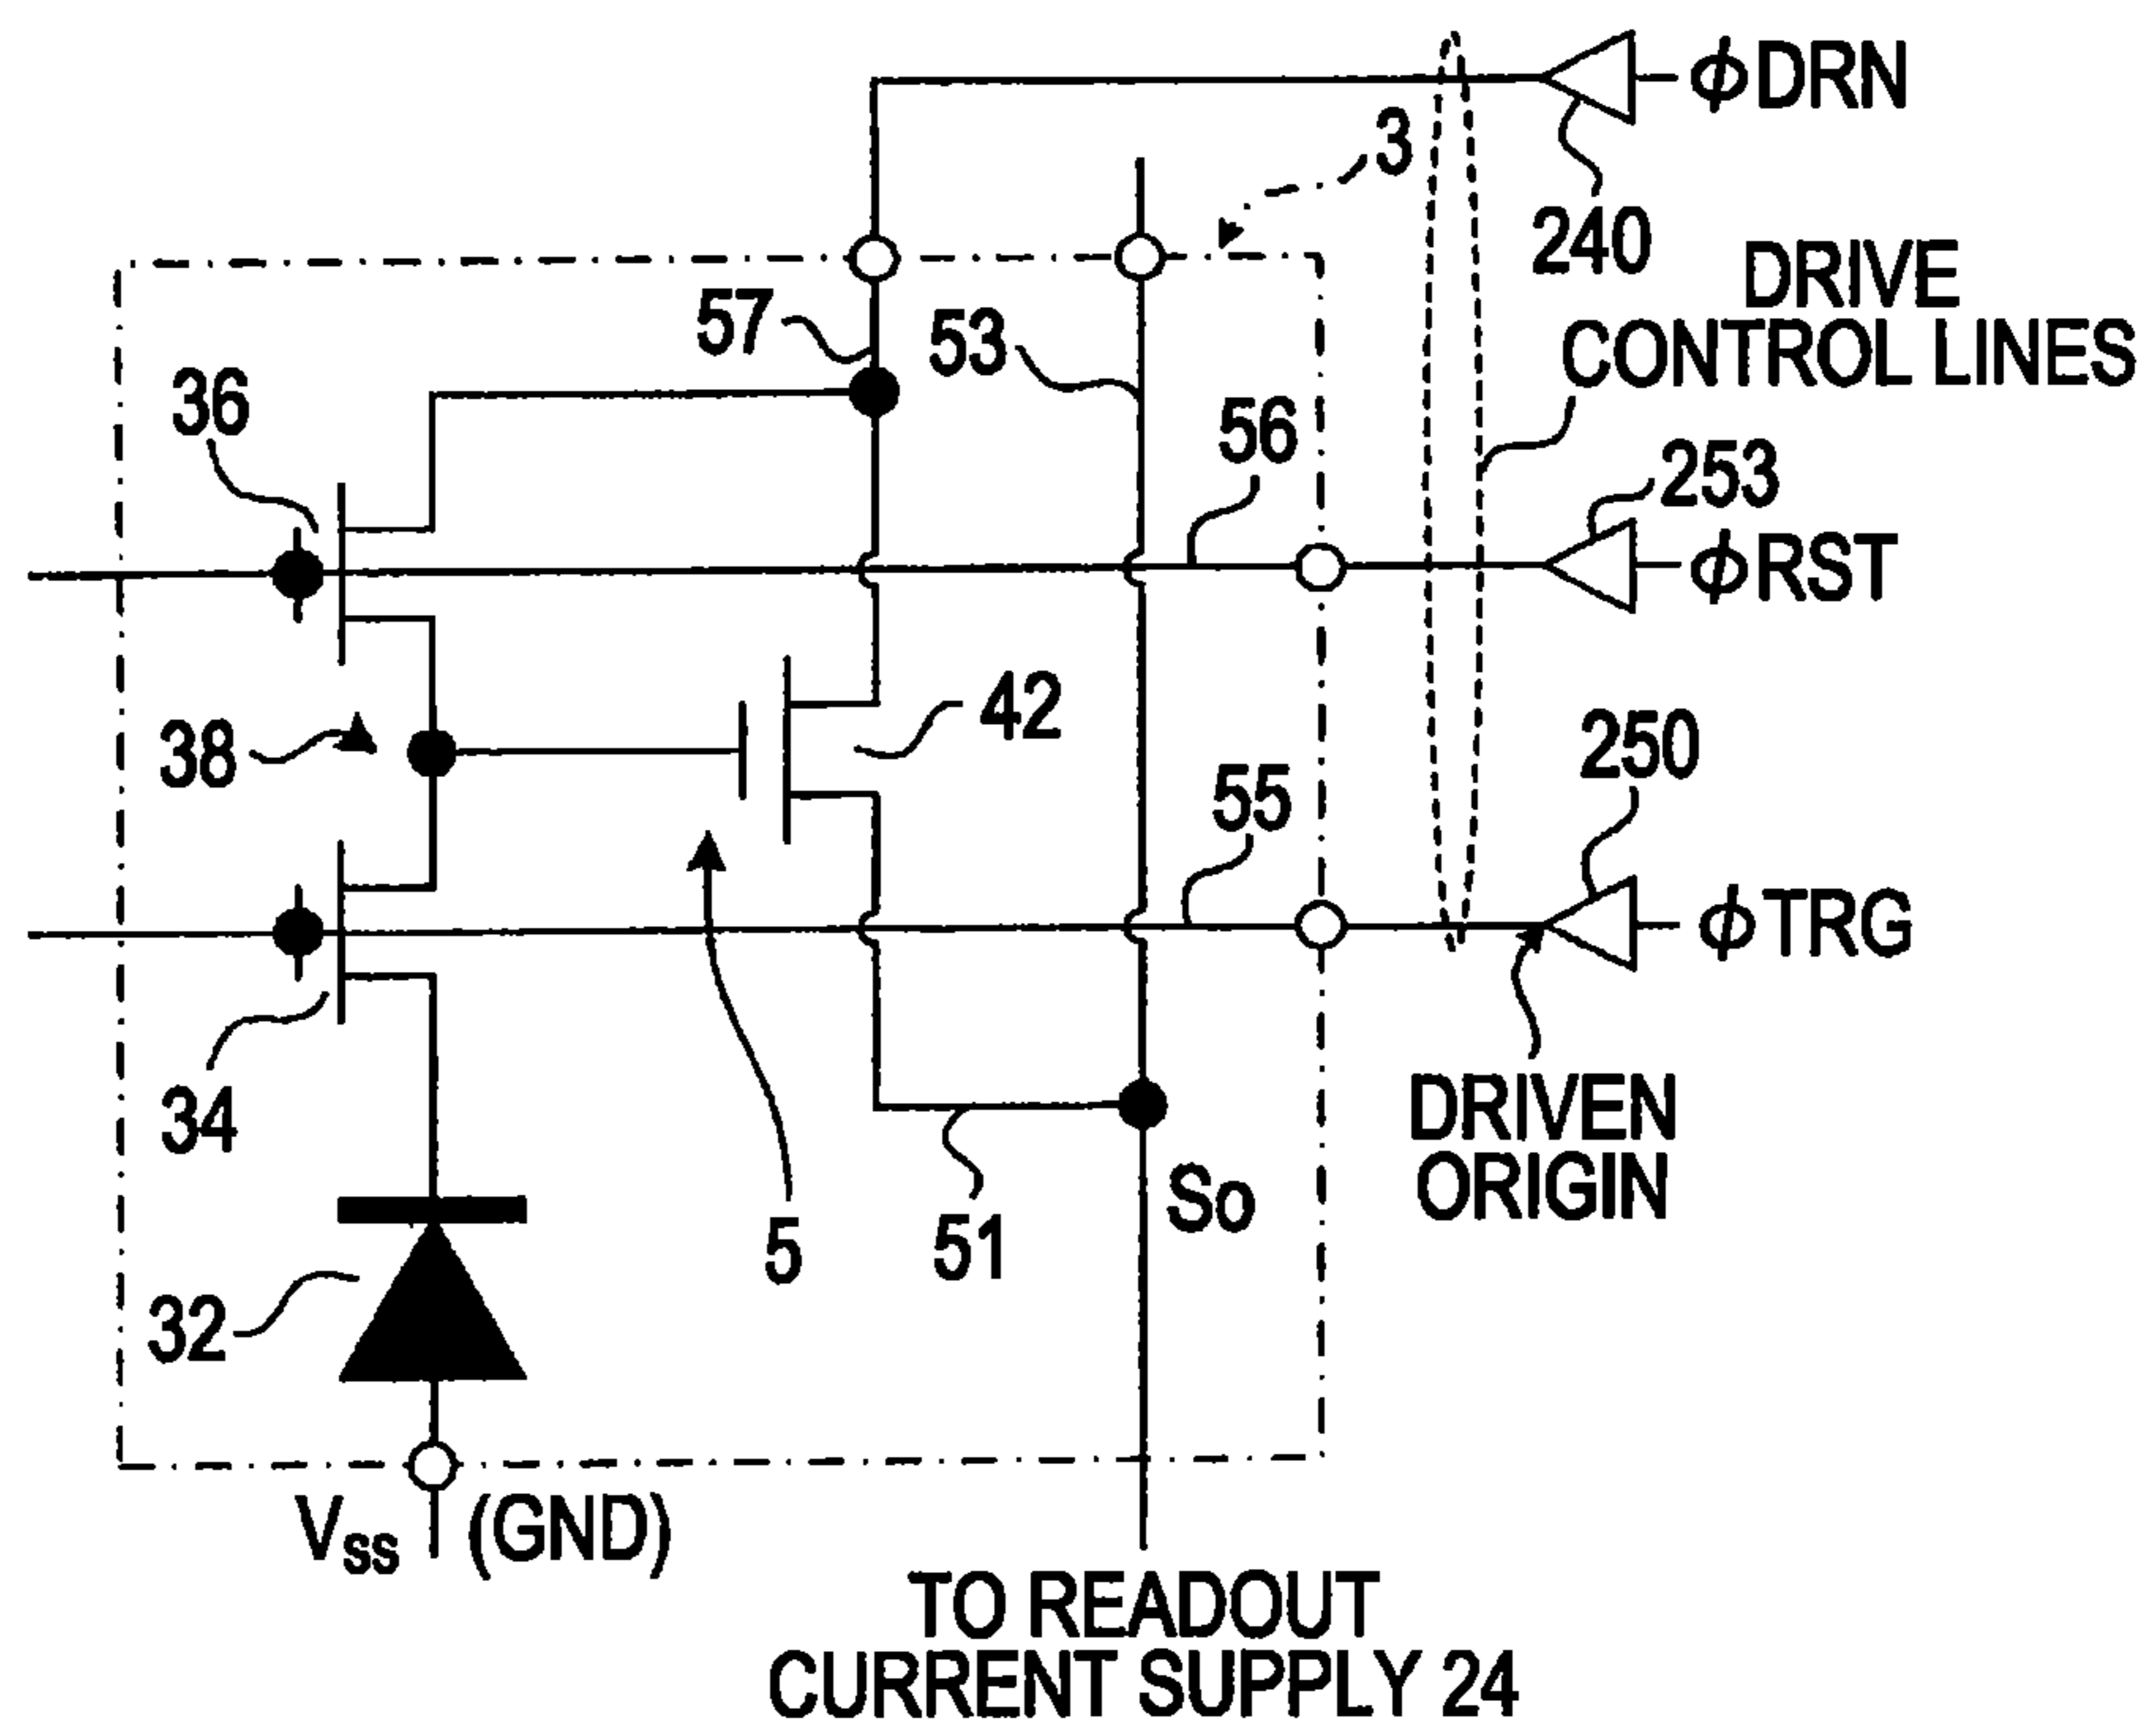 ϕDRN
3
240
DRIVE
CONTROL LINES
57
53
36
56
253
ϕRST
42
38
250
55
ϕTRG
34
DRIVEN
ORIGIN
So
5
51
32
Vss (GND)
TO READOUT
CURRENT SUPPLY 24